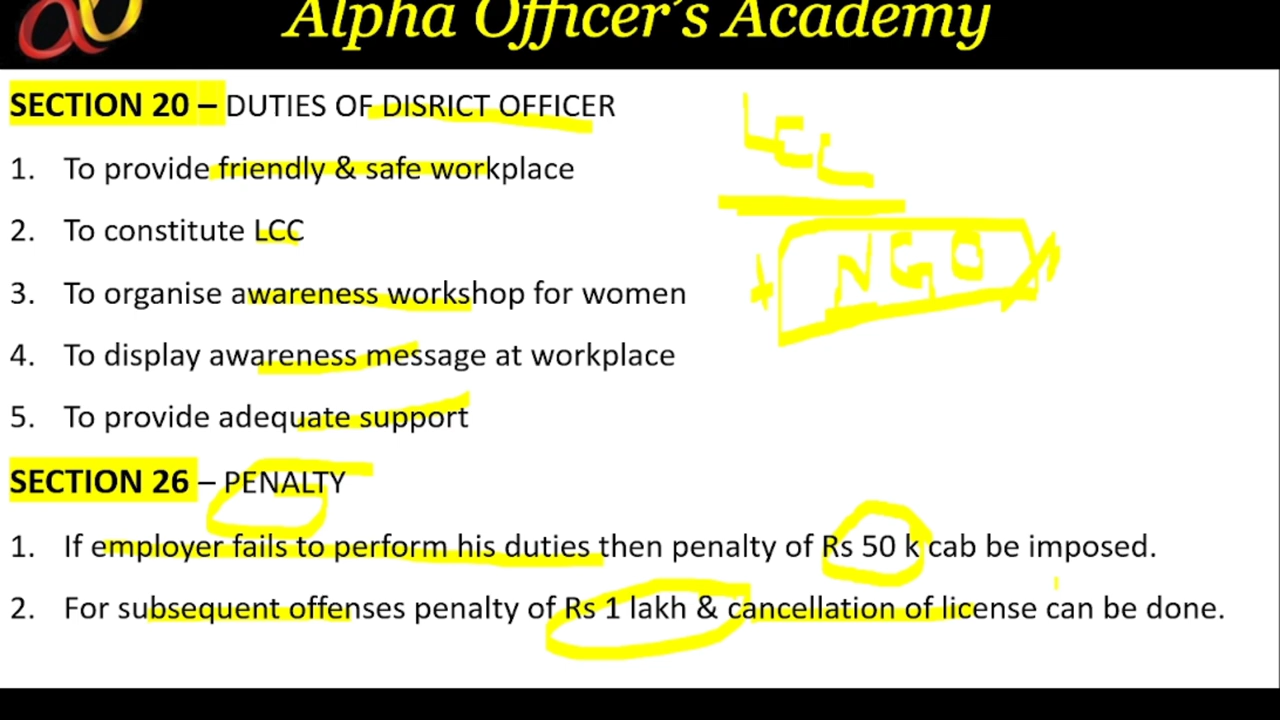 Alpha Officer's Academy
SECTION 20 – DUTIES OF DISRICT OFFICER
1. To provide friendly & safe workplace
2. To constitute LCC
3. To organise awareness workshop for women
4. To display awareness message at workplace
5. To provide adequate support
LCC
NGO
SECTION 26 – PENALTY
1. If employer fails to perform his duties then penalty of Rs 50 k cab be imposed.
2. For subsequent offenses penalty of Rs 1 lakh & cancellation of license can be done.